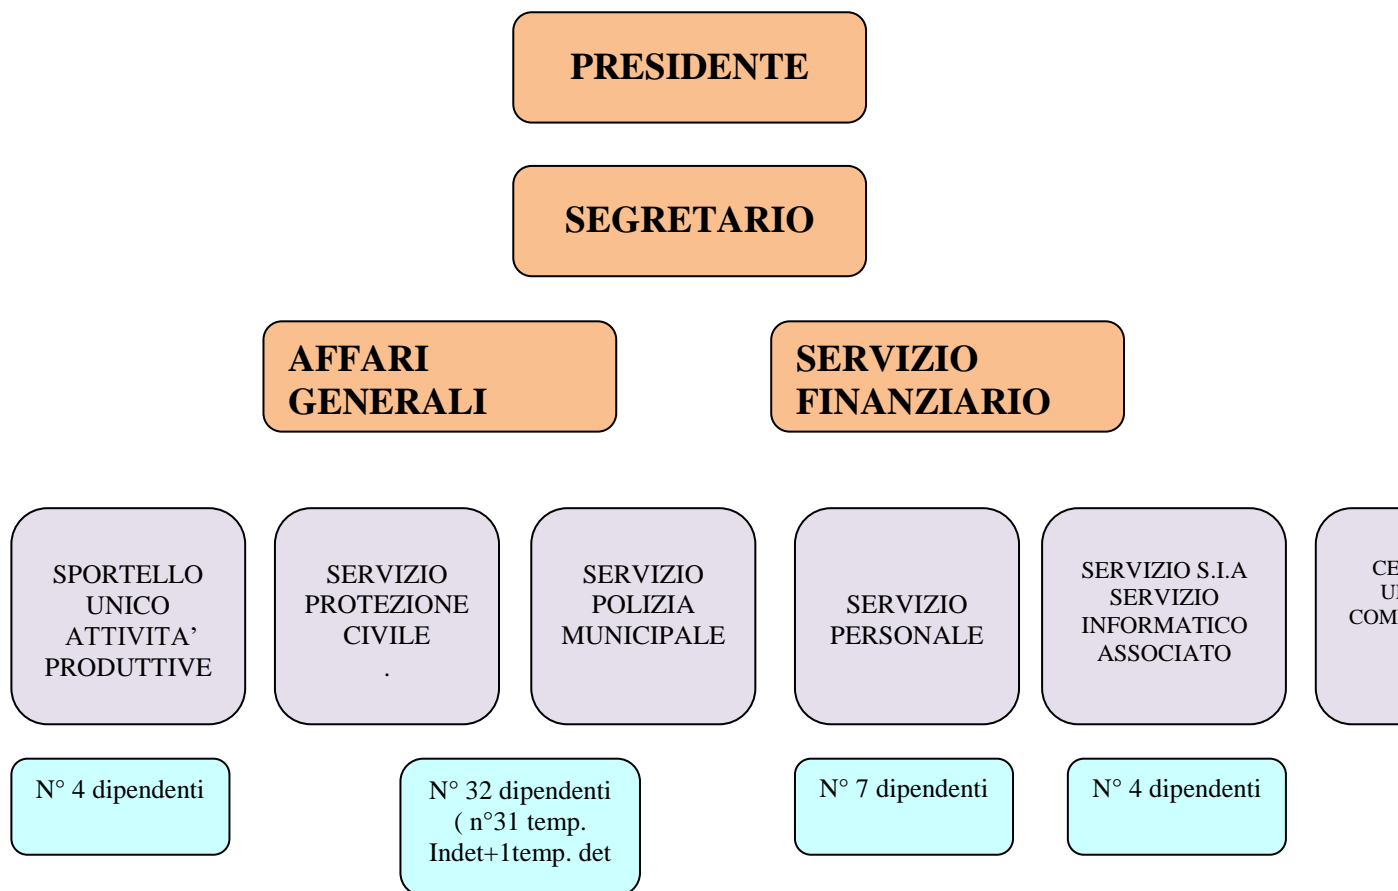 PRESIDENTE
SEGRETARIO
AFFARI
GENERALI
SERVIZIO
FINANZIARIO
SPORTELLO
UNICO
ATTIVITA’
PRODUTTIVE
SERVIZIO
PROTEZIONE
CIVILE
.
SERVIZIO
POLIZIA
MUNICIPALE
SERVIZIO
PERSONALE
SERVIZIO S.I.A
SERVIZIO
INFORMATICO
ASSOCIATO
N° 4 dipendenti
N° 32 dipendenti
( n°31 temp.
Indet+1temp. det
N° 7 dipendenti
N° 4 dipendenti